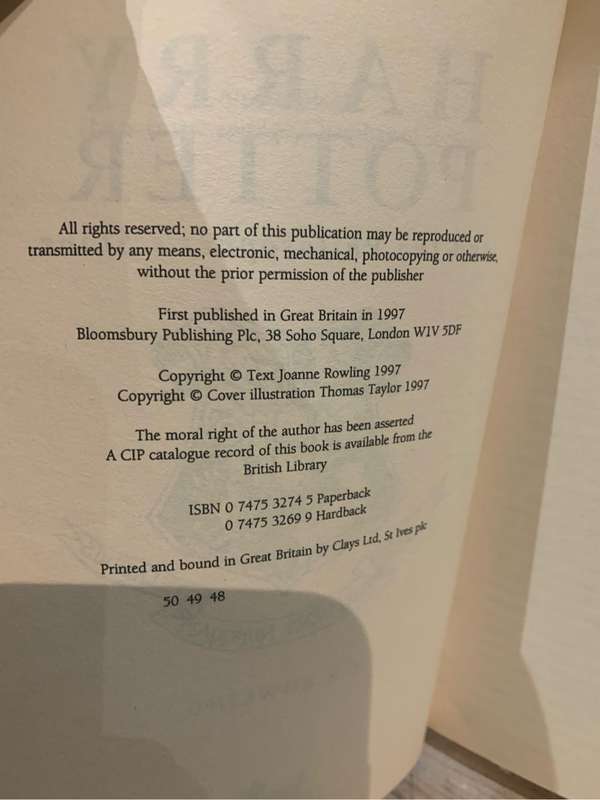 HARRY
POTTER
All rights reserved; no part of this publication may be reproduced or
transmitted by any means, electronic, mechanical, photocopying or otherwise,
without the prior permission of the publisher
First published in Great Britain in 1997
Bloomsbury Publishing Plc, 38 Soho Square, London W1V 5DF
Copyright © Text Joanne Rowling 1997
Copyright © Cover illustration Thomas Taylor 1997
The moral right of the author has been asserted
A CIP catalogue record of this book is available from the
British Library
ISBN 0 7475 3274 5 Paperback
0 7475 3269 9 Hardback
Printed and bound in Great Britain by Clays Ltd, St Ives plc
50 49 48